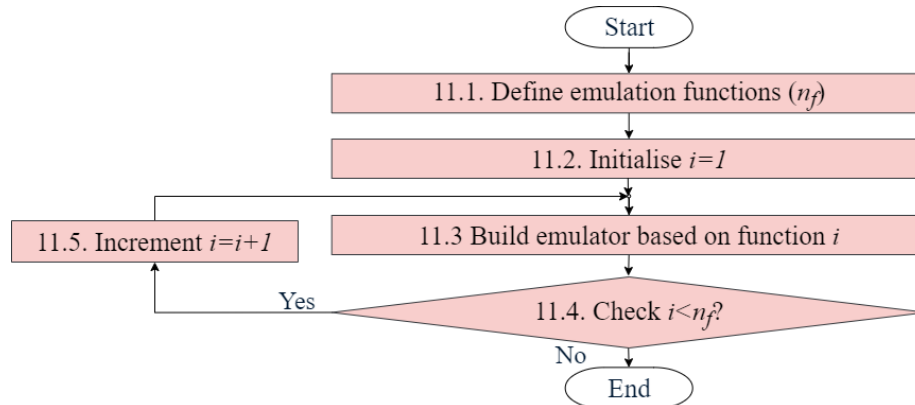 Start
11.1. Define emulation functions (nf)
11.2. Initialise i=1
11.5. Increment i=i+1
11.3 Build emulator based on function i
Yes
11.4. Check i<nf?
No
End